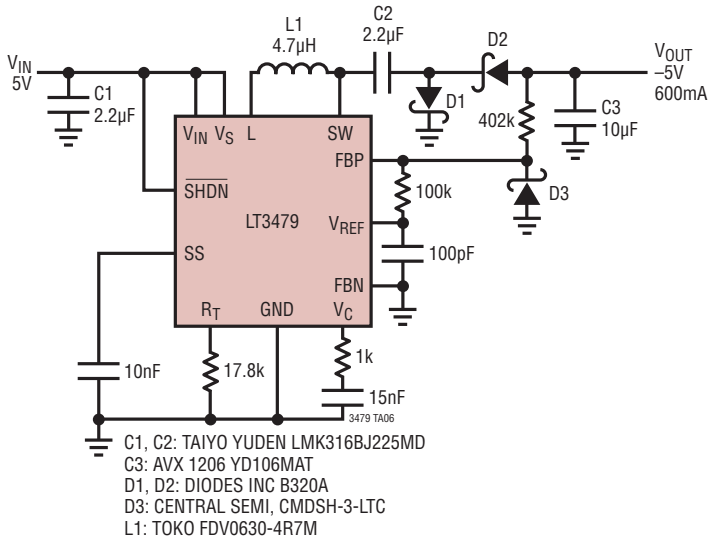 L1
4.7µH
C2
2.2µF
D2
D1
VIN
5V
C1
2.2µF
VOUT
–5V
600mA
402k
C3
10µF
D3
VIN VS L SW
FBP
SHDN
100k
LT3479
VREF
SS
100pF
FBN
RT GND VC
10nF
17.8k
1k
15nF
3479 TA06
C1, C2: TAIYO YUDEN LMK316BJ225MD
C3: AVX 1206 YD106MAT
D1, D2: DIODES INC B320A
D3: CENTRAL SEMI, CMDSH-3-LTC
L1: TOKO FDV0630-4R7M